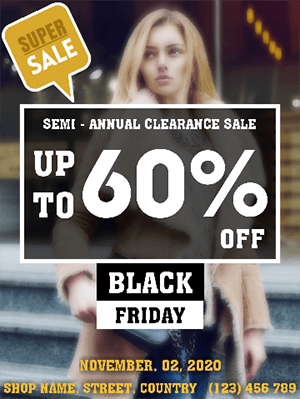 SUPER
SALE
SEMI - ANNUAL CLEARANCE SALE
UP TO 60% OFF
BLACK
FRIDAY
NOVEMBER, 02, 2020
SHOP NAME, STREET, COUNTRY (123) 456 789